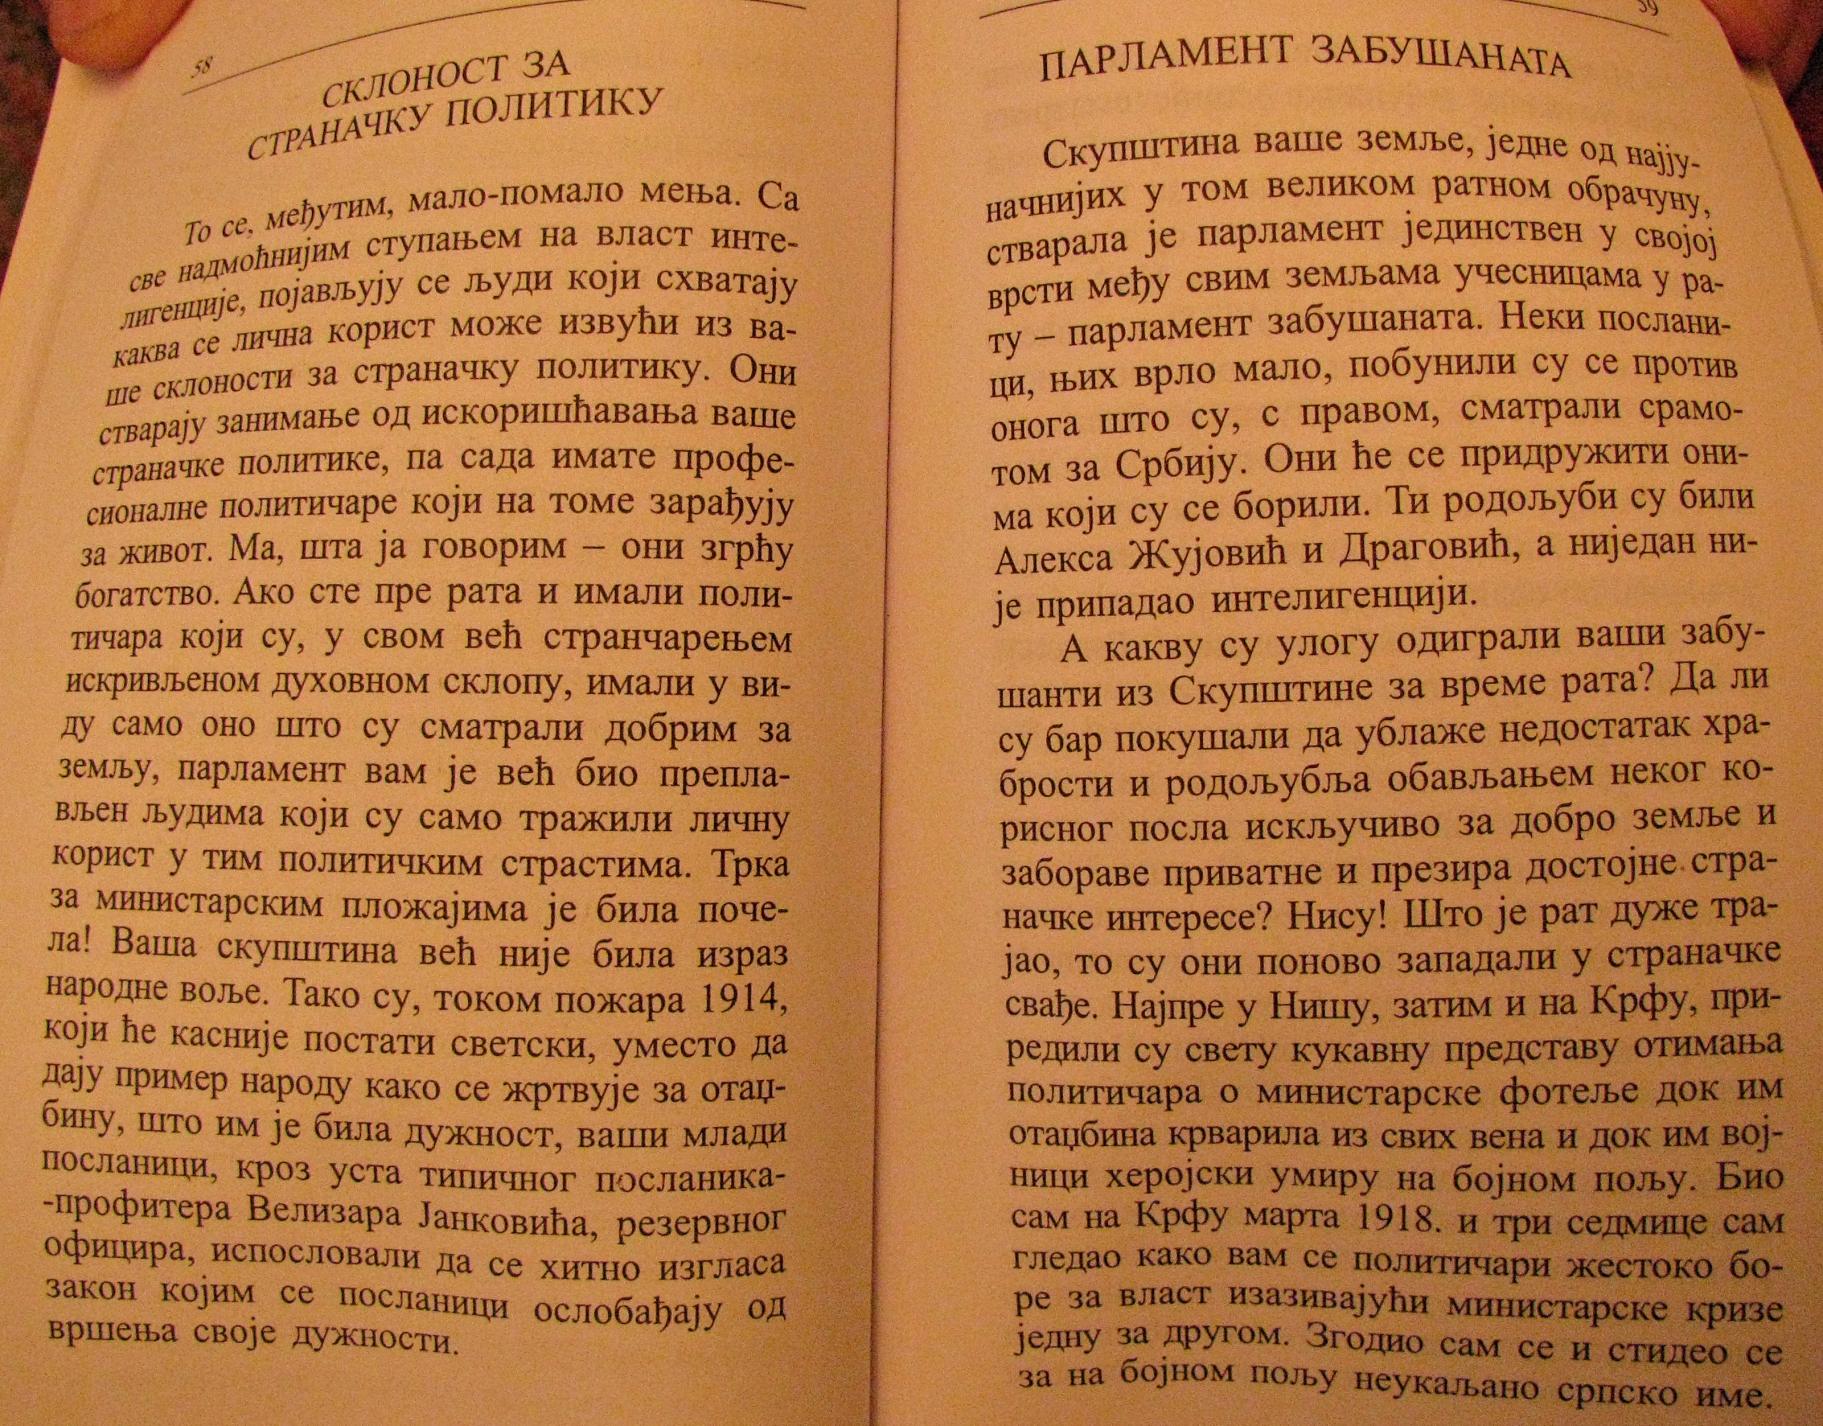 58
СКЛОНОСТ ЗА
СТРАНАЧКУ ПОЛИТИКУ
То се, међутим, мало-помало мења. Са
све надмоћнијим ступањем на власт инте-
лигенције, појављују се људи који схватају
каква се лична корист може извући из ва-
ше склоности за страначку политику. Они
стварају занимање од искоришћавања ваше
страначке политике, па сада имате профе-
сионалне политичаре који на томе зарађују
за живот. Ма, шта ја говорим – они згрћу
богатство. Ако сте пре рата и имали поли-
тичара који су, у свом већ странчарењем
искривљеном духовном склопу, имали у ви-
ду само оно што су сматрали добрим за
земљу, парламент вам је већ био препла-
вљен људима који су само тражили личну
корист у тим политичким страстима. Трка
за министарским пложајима је била поче-
ла! Ваша скупштина већ није била израз
народне воље. Тако су, током пожара 1914,
који ће касније постати светски, уместо да
дају пример народу како се жртвује за отаџ-
бину, што им је била дужност, ваши млади
посланици, кроз уста типичног посланика-
-профитера Велизара Јанковића, резервног
официра, испословали да се хитно изгласа
закон којим се посланици ослобађају од
вршења своје дужности.
59
ПАРЛАМЕНТ ЗАБУШАНАТА
Скупштина ваше земље, једне од најју-
начнијих у том великом ратном обрачуну,
стварала је парламент јединствен у својој
врсти међу свим земљама учесницама у ра-
ту – парламент забушаната. Неки послани-
ци, њих врло мало, побунили су се против
онога што су, с правом, сматрали срамо-
том за Србију. Они ће се придружити они-
ма који су се борили. Ти родољуби су били
Алекса Жујовић и Драговић, а ниједан ни-
је припадао интелигенцији.
А какву су улогу одиграли ваши забу-
шанти из Скупштине за време рата? Да ли
су бар покушали да ублаже недостатак хра-
брости и родољубља обављањем неког ко-
рисног посла искључиво за добро земље и
забораве приватне и презира достојне стра-
начке интересе? Нису! Што је рат дуже тра-
јао, то су они поново западали у страначке
свађе. Најпре у Нишу, затим и на Крфу, при-
редили су свету кукавну представу отимања
политичара о министарске фотеље док им
отаџбина крварила из свих вена и док им вој-
ници херојски умиру на бојном пољу. Био
сам на Крфу марта 1918. и три седмице сам
гледао како вам се политичари жестоко бо-
ре за власт изазивајући министарске кризе
једну за другом. Згодио сам се и стидео се
за на бојном пољу неукаљано српско име.